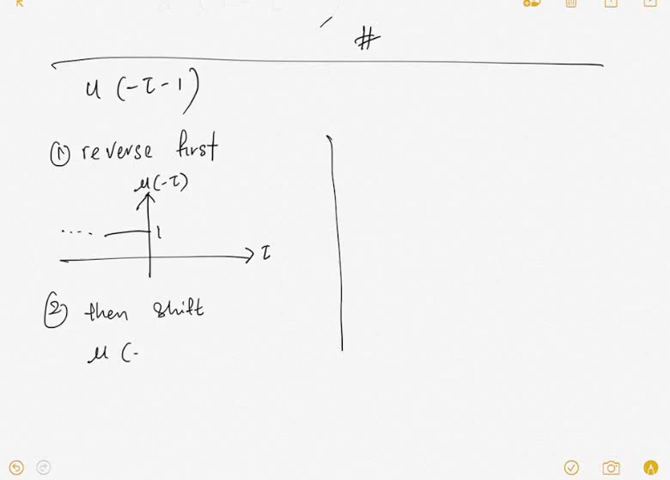 #
u (-τ-1)
① reverse first
u(-τ)
.... 1
τ
② then shift
u (-